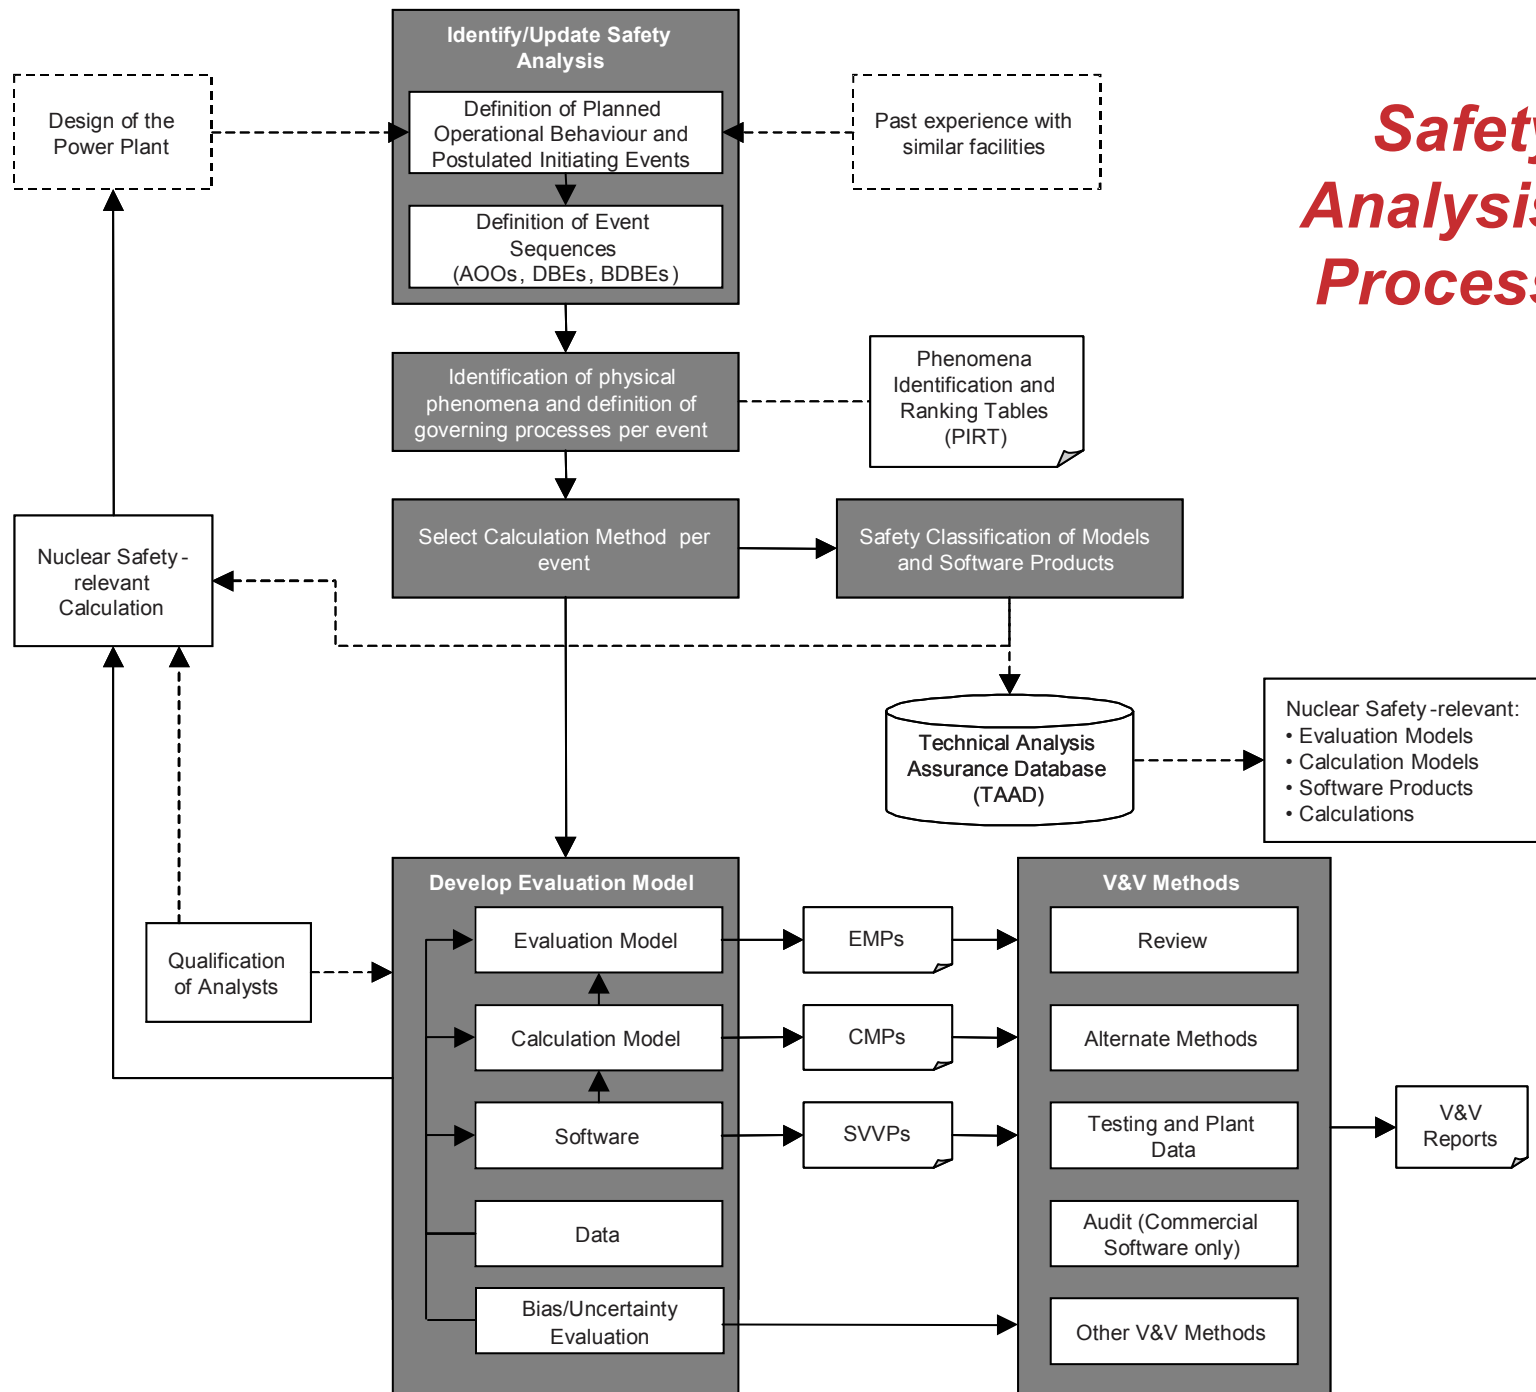 Safety
Analysis
Process
Identify/Update Safety
Analysis
Design of the
Power Plant
Definition of Planned
Operational Behaviour and
Postulated Initiating Events
Past experience with
similar facilities
Definition of Event
Sequences
(AOOs, DBEs, BDBEs)
Identification of physical
phenomena and definition of
governing processes per event
Phenomena
Identification and
Ranking Tables
(PIRT)
Nuclear Safety-
relevant
Calculation
Select Calculation Method per
event
Safety Classification of Models
and Software Products
Technical Analysis
Assurance Database
(TAAD)
Nuclear Safety-relevant:
• Evaluation Models
• Calculation Models
• Software Products
• Calculations
Develop Evaluation Model
V&V Methods
Qualification
of Analysts
Evaluation Model
EMPs
Review
Calculation Model
CMPs
Alternate Methods
Software
SVVPs
Testing and Plant
Data
V&V
Reports
Data
Audit (Commercial
Software only)
Bias/Uncertainty
Evaluation
Other V&V Methods